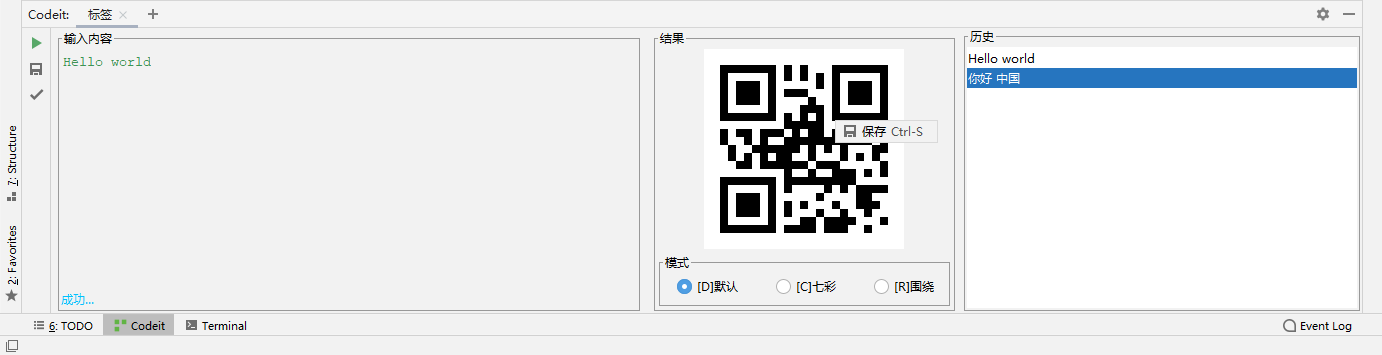 Codeit: 标签
输入内容
Hello world
成功...
结果
保存 Ctrl-S
模式
[D]默认 [C]七彩 [R]围绕
历史
Hello world
你好 中国
7: Structure
2: Favorites
6: TODO Codeit Terminal Event Log